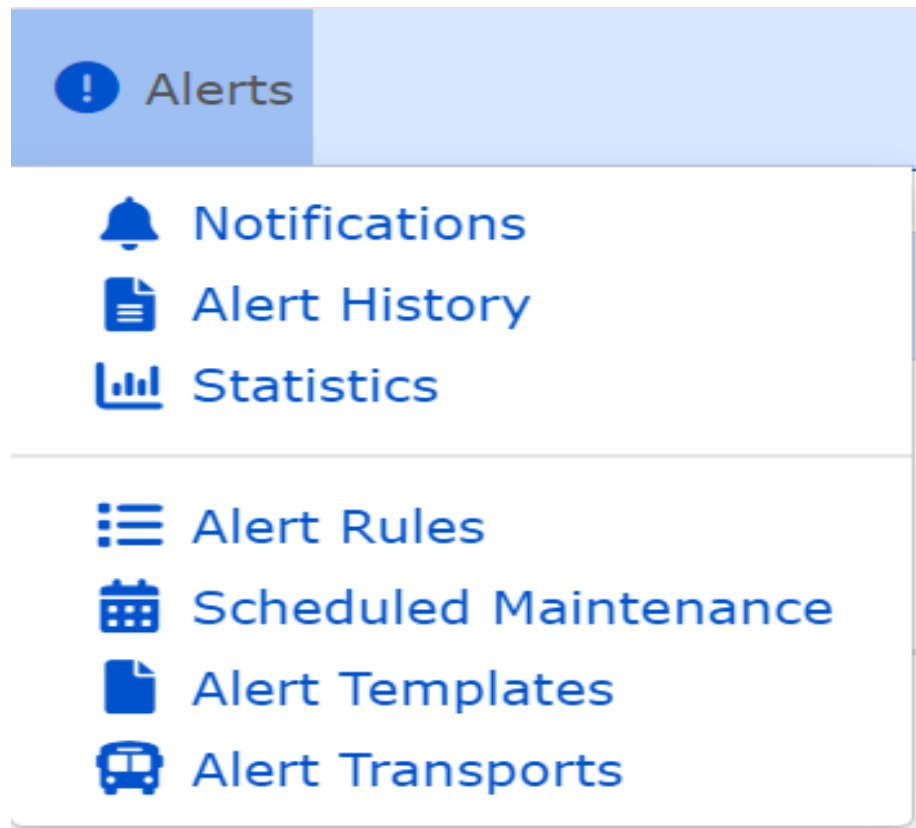 Alerts
Notifications
Alert History
Statistics
Alert Rules
Scheduled Maintenance
Alert Templates
Alert Transports